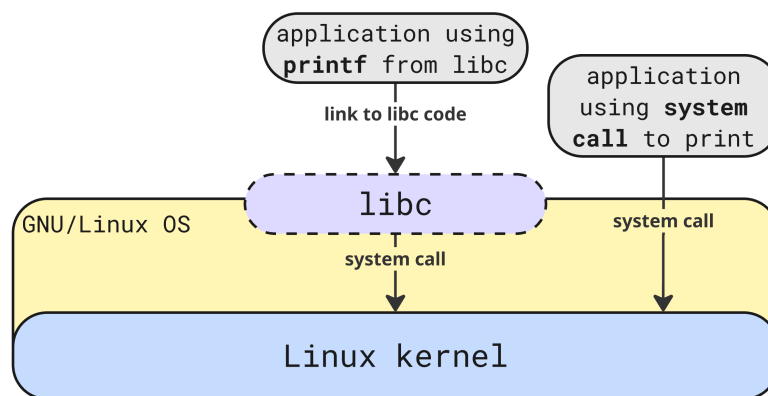 application using
printf from libc
application
using system
call to print
link to libc code
libc
GNU/Linux OS
system call
system call
Linux kernel